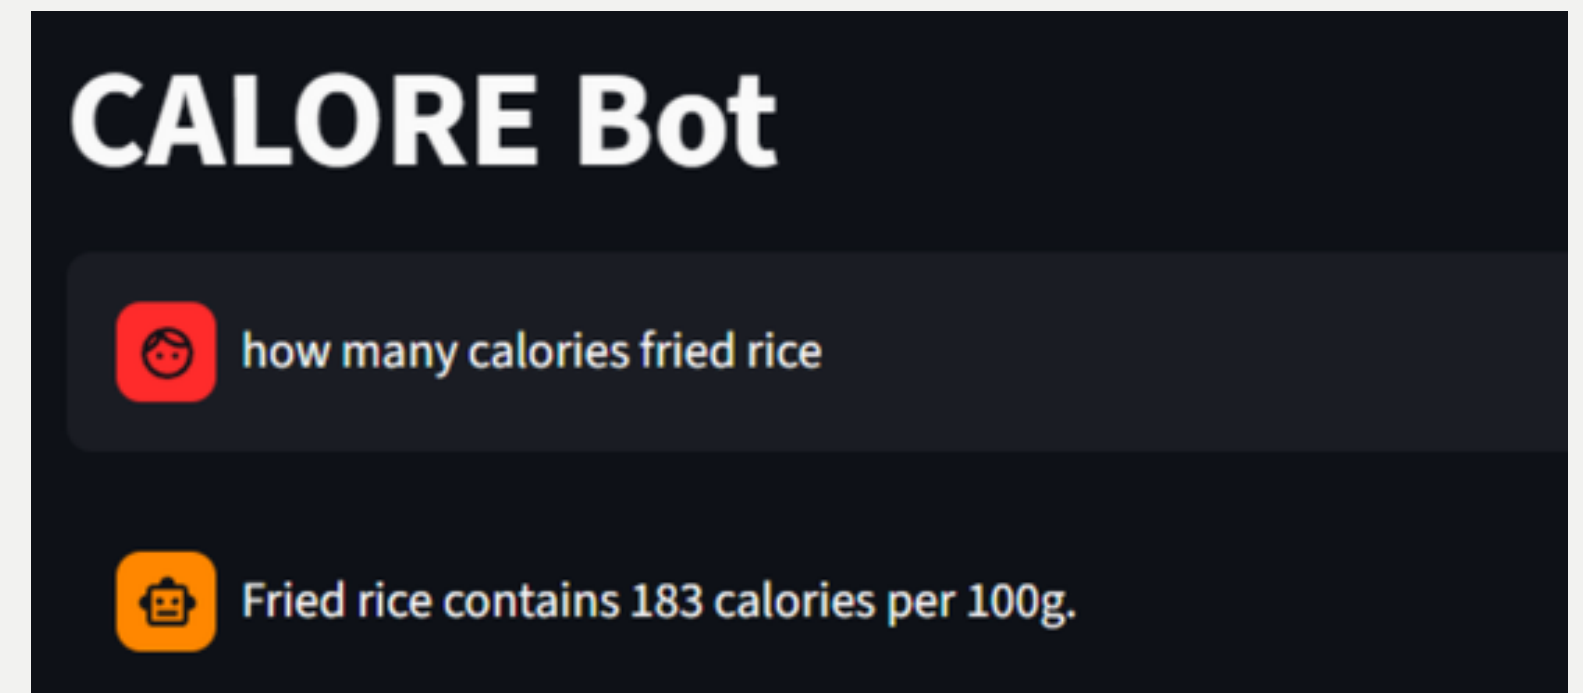 CALORE Bot
how many calories fried rice
Fried rice contains 183 calories per 100g.